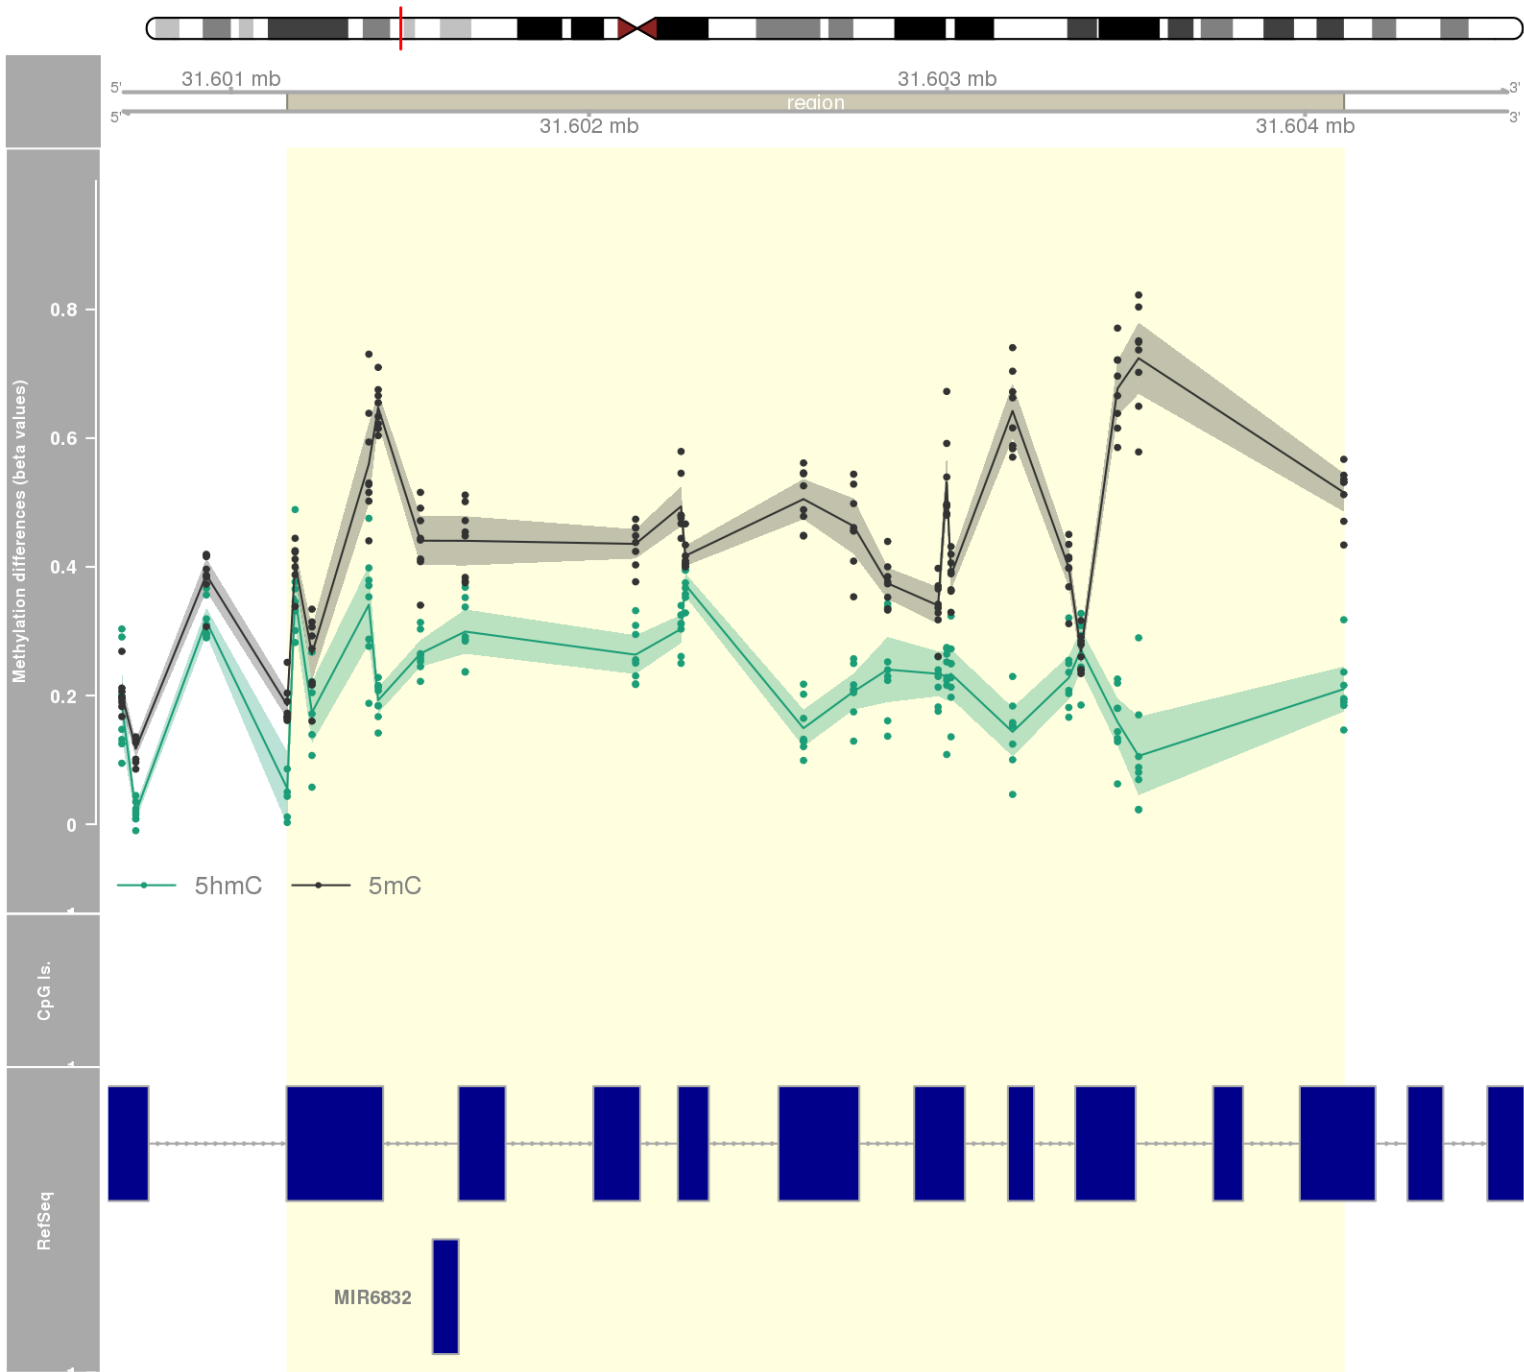 31.601 mb
31.603 mb
5'
3'
region
5'
3'
31.602 mb
31.604 mb
Methylation differences (beta values)
0.8
0.6
0.4
0.2
0
5hmC
5mC
CpG Is.
RefSeq
MIR6832